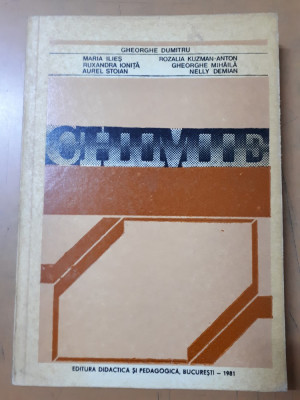 GHEORGHE DUMITRU
MARIA ILIEȘ ROZALIA KUZMAN-ANTON
RUXANDRA IONIȚĂ GHEORGHE MIHĂILĂ
AUREL STOIAN NELLY DEMIAN
CHIMIE
EDITURA DIDACTICĂ ȘI PEDAGOGICĂ, BUCUREȘTI – 1981